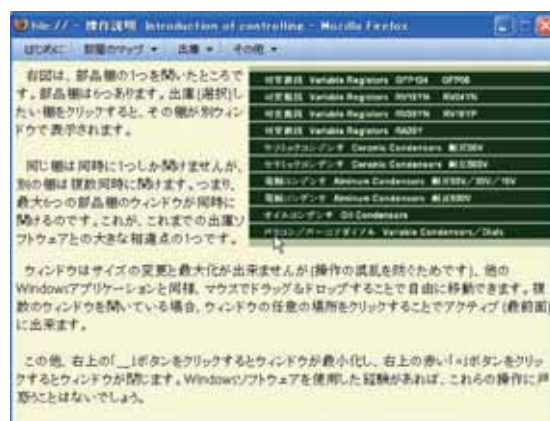 file:// - 操作説明 Introduction of controlline - Mozilla Firefox
はじめに 部屋のマップ 出庫 その他
右図は、部品棚の1つを開いたところで
す。部品棚は6つあります。出庫(選択)し
たい棚をクリックすると、その棚が別ウィン
ドウで表示されます。
同じ棚は同時に1つしか開けませんが、
別の棚は複数同時に開けます。つまり、
最大6つの部品棚のウィンドウが同時に
開けるのです。これが、これまでの出庫ソ
フトウェアとの大きな相違点の1つです。
可変抵抗 Variable Registors
可変抵抗 Variable Registors
可変抵抗 Variable Registors
可変抵抗 Variable Registors
セラミックコンデンサ Ceramic Condensers 耐圧50V
セラミックコンデンサ Ceramic Condensers 耐圧500V
電解コンデンサ Alminum Condensers
電解コンデンサ Alminum Condensers
オイルコンデンサ Oil Condensers
バリコン/バーニアダイアル Variable Condensers/Dials
ウィンドウはサイズの変更と最大化が出来ませんが(操作の混乱を防ぐためです)、他の
Windowsアプリケーションと同様、マウスでドラッグ&ドロップすることで自由に移動できます。複
数のウィンドウを開いている場合、ウィンドウの任意の場所をクリックすることでアクティブ(最前面)
に出来ます。
この他、右上の「__」ボタンをクリックするとウィンドウが最小化し、右上の赤い「×」ボタンをクリッ
クするとウィンドウが閉じます。Windowsソフトウェアを使用した経験があれば、これらの操作に戸
惑うことはないでしょう。